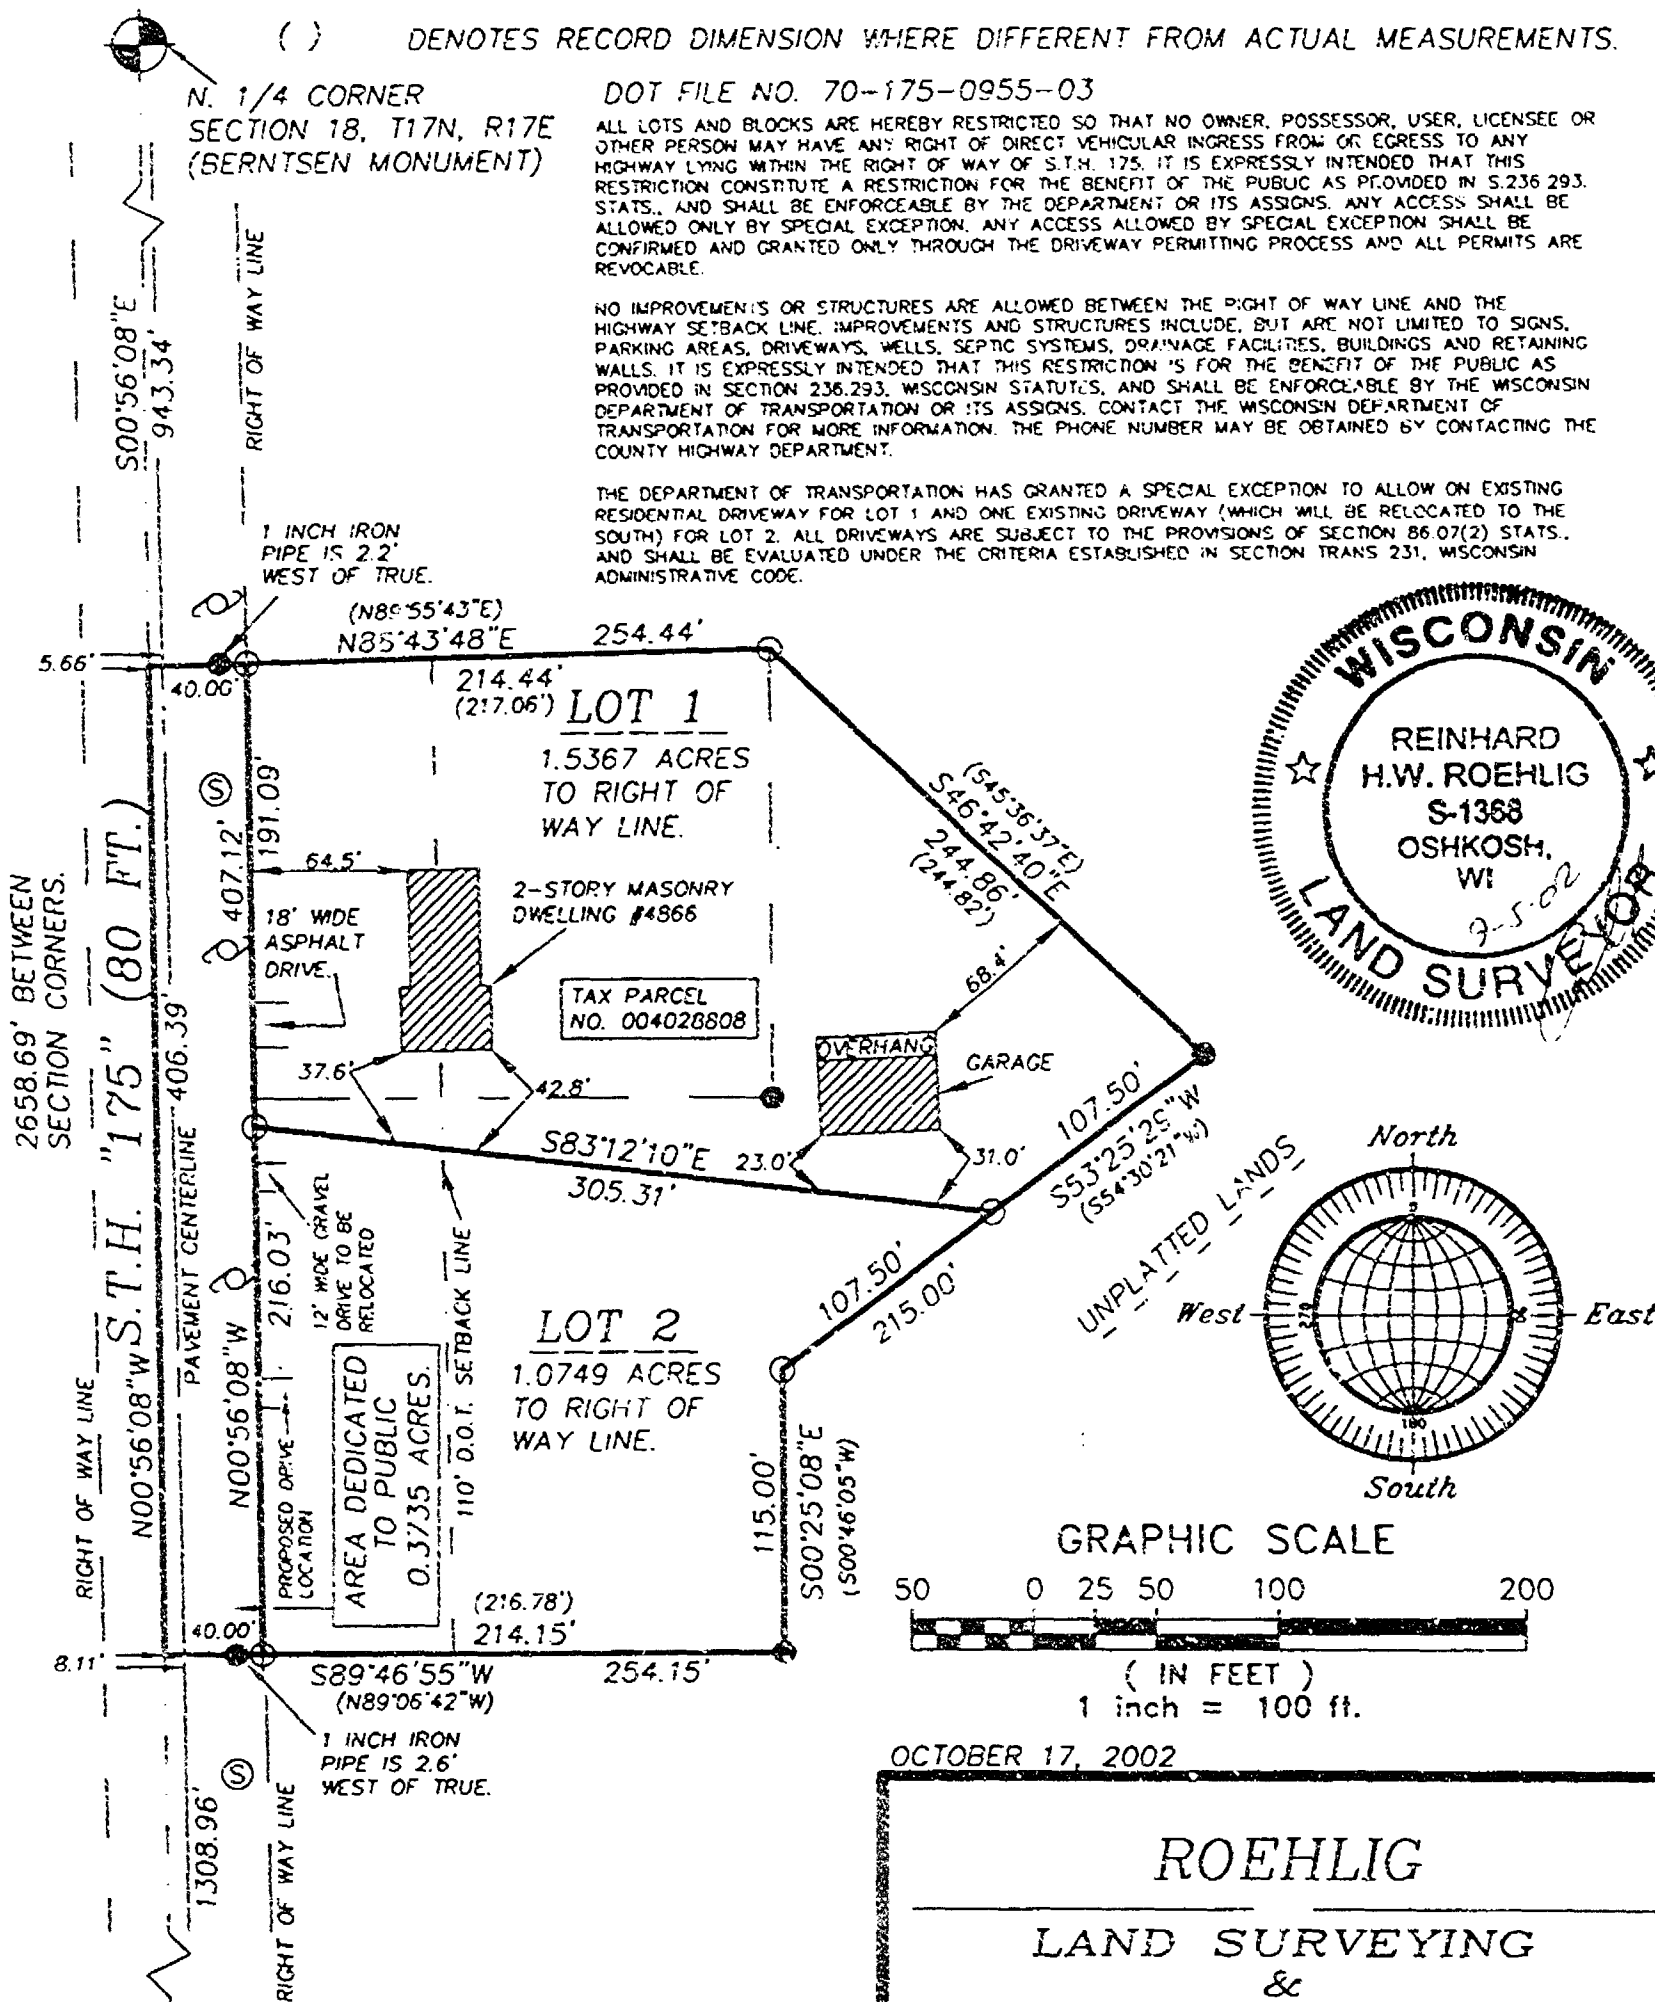 ( ) DENOTES RECORD DIMENSION WHERE DIFFERENT FROM ACTUAL MEASUREMENTS.
N. 1/4 CORNER
SECTION 18, T17N, R17E
(BERNTSEN MONUMENT)
DOT FILE NO. 70-175-0955-03
ALL LOTS AND BLOCKS ARE HEREBY RESTRICTED SO THAT NO OWNER, POSSESSOR, USER, LICENSEE OR
OTHER PERSON MAY HAVE ANY RIGHT OF DIRECT VEHICULAR INGRESS FROM OR EGRESS TO ANY
HIGHWAY LYING WITHIN THE RIGHT OF WAY OF S.T.H. 175. IT IS EXPRESSLY INTENDED THAT THIS
RESTRICTION CONSTITUTE A RESTRICTION FOR THE BENEFIT OF THE PUBLIC AS PROVIDED IN S.236 293.
STATS., AND SHALL BE ENFORCEABLE BY THE DEPARTMENT OR ITS ASSIGNS. ANY ACCESS SHALL BE
ALLOWED ONLY BY SPECIAL EXCEPTION. ANY ACCESS ALLOWED BY SPECIAL EXCEPTION SHALL BE
CONFIRMED AND GRANTED ONLY THROUGH THE DRIVEWAY PERMITTING PROCESS AND ALL PERMITS ARE
REVOCABLE.
NO IMPROVEMENTS OR STRUCTURES ARE ALLOWED BETWEEN THE RIGHT OF WAY LINE AND THE
HIGHWAY SETBACK LINE. IMPROVEMENTS AND STRUCTURES INCLUDE, BUT ARE NOT LIMITED TO SIGNS,
PARKING AREAS, DRIVEWAYS, WELLS, SEPTIC SYSTEMS, DRAINAGE FACILITIES, BUILDINGS AND RETAINING
WALLS. IT IS EXPRESSLY INTENDED THAT THIS RESTRICTION IS FOR THE BENEFIT OF THE PUBLIC AS
PROVIDED IN SECTION 236.293, WISCONSIN STATUTES, AND SHALL BE ENFORCEABLE BY THE WISCONSIN
DEPARTMENT OF TRANSPORTATION OR ITS ASSIGNS. CONTACT THE WISCONSIN DEPARTMENT OF
TRANSPORTATION FOR MORE INFORMATION. THE PHONE NUMBER MAY BE OBTAINED BY CONTACTING THE
COUNTY HIGHWAY DEPARTMENT.
THE DEPARTMENT OF TRANSPORTATION HAS GRANTED A SPECIAL EXCEPTION TO ALLOW ON EXISTING
RESIDENTIAL DRIVEWAY FOR LOT 1 AND ONE EXISTING DRIVEWAY (WHICH WILL BE RELOCATED TO THE
SOUTH) FOR LOT 2. ALL DRIVEWAYS ARE SUBJECT TO THE PROVISIONS OF SECTION 86.07(2) STATS.,
AND SHALL BE EVALUATED UNDER THE CRITERIA ESTABLISHED IN SECTION TRANS 231, WISCONSIN
ADMINISTRATIVE CODE.
S00°56'08"E
943.34'
RIGHT OF WAY LINE
1 INCH IRON
PIPE IS 2.2'
WEST OF TRUE.
(N89°55'43"E)
N85°43'48"E 254.44'
5.66'
40.00'
214.44'
(217.06')
LOT 1
1.5367 ACRES
TO RIGHT OF
WAY LINE.
(S45°36'37"E)
S46°42'40"E
244.86'
(244.82')
WISCONSIN
REINHARD
H.W. ROEHLIG
S-1368
OSHKOSH,
WI
9-5-02
LAND SURVEYOR
S
191.09'
407.12'
64.5'
2-STORY MASONRY
DWELLING #4866
18' WIDE
ASPHALT
DRIVE.
TAX PARCEL
NO. 004028808
68.4'
OVERHANG
GARAGE
2658.69' BETWEEN
SECTION CORNERS.
S.T.H. "175" (80 FT.)
406.39'
PAVEMENT CENTERLINE
37.6'
42.8'
S83°12'10"E
305.31'
23.0'
31.0'
107.50'
S53°25'29"W
(S54°30'21"W)
UNPLATTED LANDS
North
West
East
South
0
270
180
216.03'
12' WIDE GRAVEL
DRIVE TO BE
RELOCATED
110' D.O.T. SETBACK LINE
107.50'
215.00'
LOT 2
1.0749 ACRES
TO RIGHT OF
WAY LINE.
RIGHT OF WAY LINE
N00°56'08"W
N00°56'08"W
PROPOSED DRIVE
LOCATION
AREA DEDICATED
TO PUBLIC
0.3735 ACRES.
115.00'
S00°25'08"E
(S00°46'05"W)
GRAPHIC SCALE
50 0 25 50 100 200
( IN FEET )
1 inch = 100 ft.
(216.78')
40.00'
214.15'
8.11'
S89°46'55"W 254.15'
(N89°06'42"W)
1 INCH IRON
PIPE IS 2.6'
WEST OF TRUE.
S
1308.96'
RIGHT OF WAY LINE
OCTOBER 17, 2002
ROEHLIG
LAND SURVEYING
&